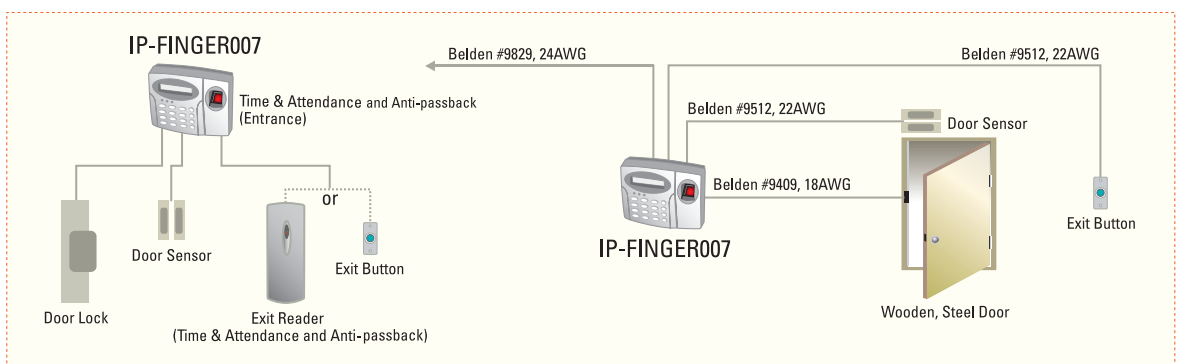 IP-FINGER007
Time & Attendance and Anti-passback
(Entrance)
or
Door Lock
Door Sensor
Exit Reader
(Time & Attendance and Anti-passback)
Exit Button
Belden #9829, 24AWG
Belden #9512, 22AWG
Belden #9512, 22AWG
Door Sensor
Belden #9409, 18AWG
IP-FINGER007
Exit Button
Wooden, Steel Door